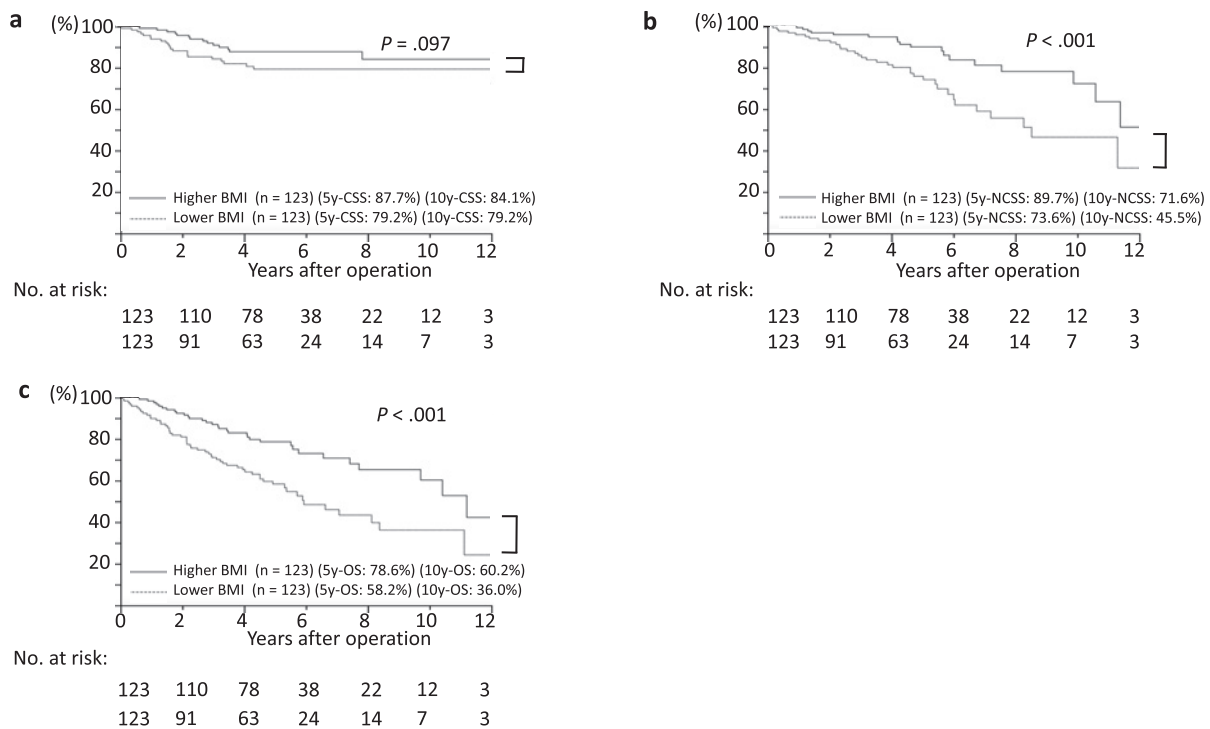 a (%) 100
P = .097
80
60
40
20
Higher BMI (n = 123) (5y-CSS: 87.7%) (10y-CSS: 84.1%)
Lower BMI (n = 123) (5y-CSS: 79.2%) (10y-CSS: 79.2%)
0 2 4 6 8 10 12
Years after operation
No. at risk:
123 110 78 38 22 12 3
123 91 63 24 14 7 3
b (%) 100
P < .001
80
60
40
20
Higher BMI (n = 123) (5y-NCSS: 89.7%) (10y-NCSS: 71.6%)
Lower BMI (n = 123) (5y-NCSS: 73.6%) (10y-NCSS: 45.5%)
0 2 4 6 8 10 12
Years after operation
No. at risk:
123 110 78 38 22 12 3
123 91 63 24 14 7 3
c (%) 100
P < .001
80
60
40
20
Higher BMI (n = 123) (5y-OS: 78.6%) (10y-OS: 60.2%)
Lower BMI (n = 123) (5y-OS: 58.2%) (10y-OS: 36.0%)
0 2 4 6 8 10 12
Years after operation
No. at risk:
123 110 78 38 22 12 3
123 91 63 24 14 7 3